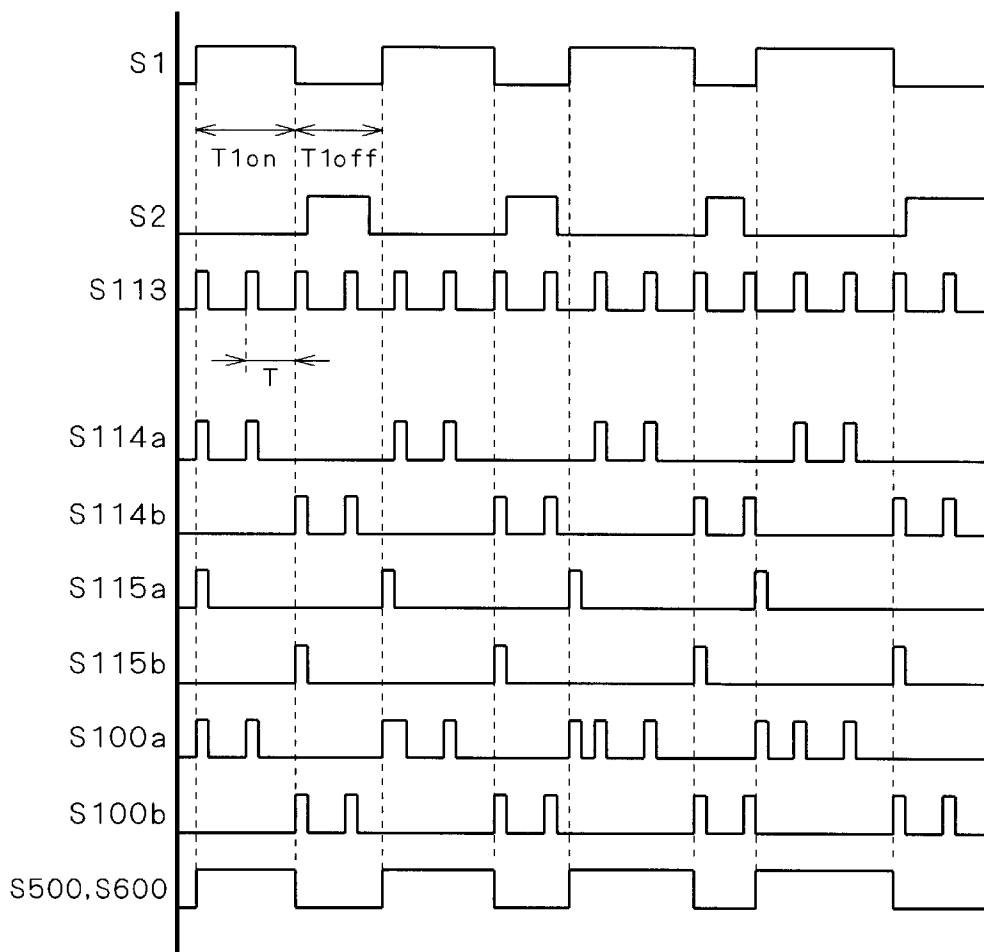 S1
T1on T1off
S2
S113
T
S114a
S114b
S115a
S115b
S100a
S100b
S500,S600